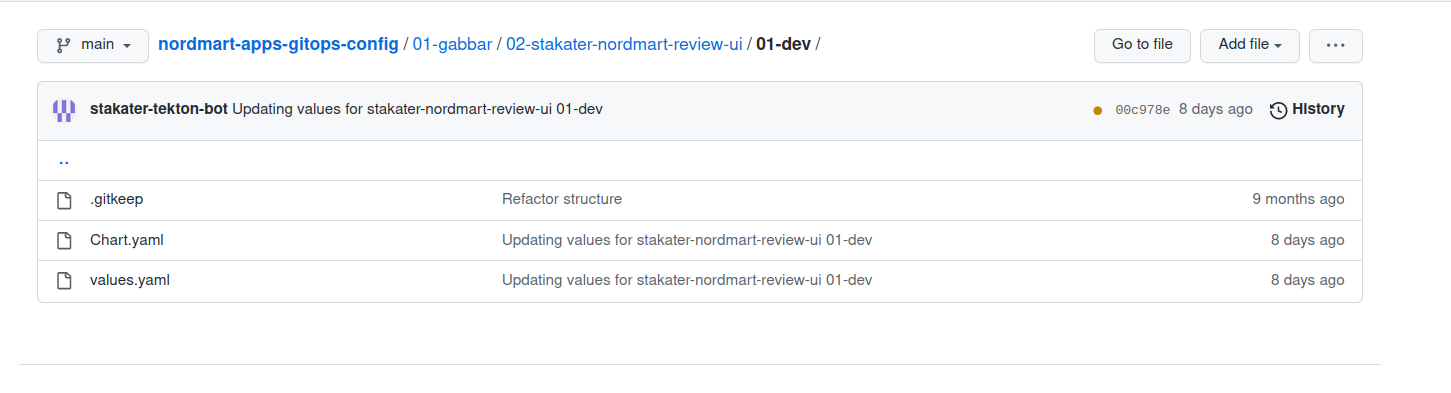 main nordmart-apps-gitops-config / 01-gabbar / 02-stakater-nordmart-review-ui / 01-dev / Go to file Add file ...
stakater-tekton-bot Updating values for stakater-nordmart-review-ui 01-dev 00c978e 8 days ago History
..
.gitkeep Refactor structure 9 months ago
Chart.yaml Updating values for stakater-nordmart-review-ui 01-dev 8 days ago
values.yaml Updating values for stakater-nordmart-review-ui 01-dev 8 days ago